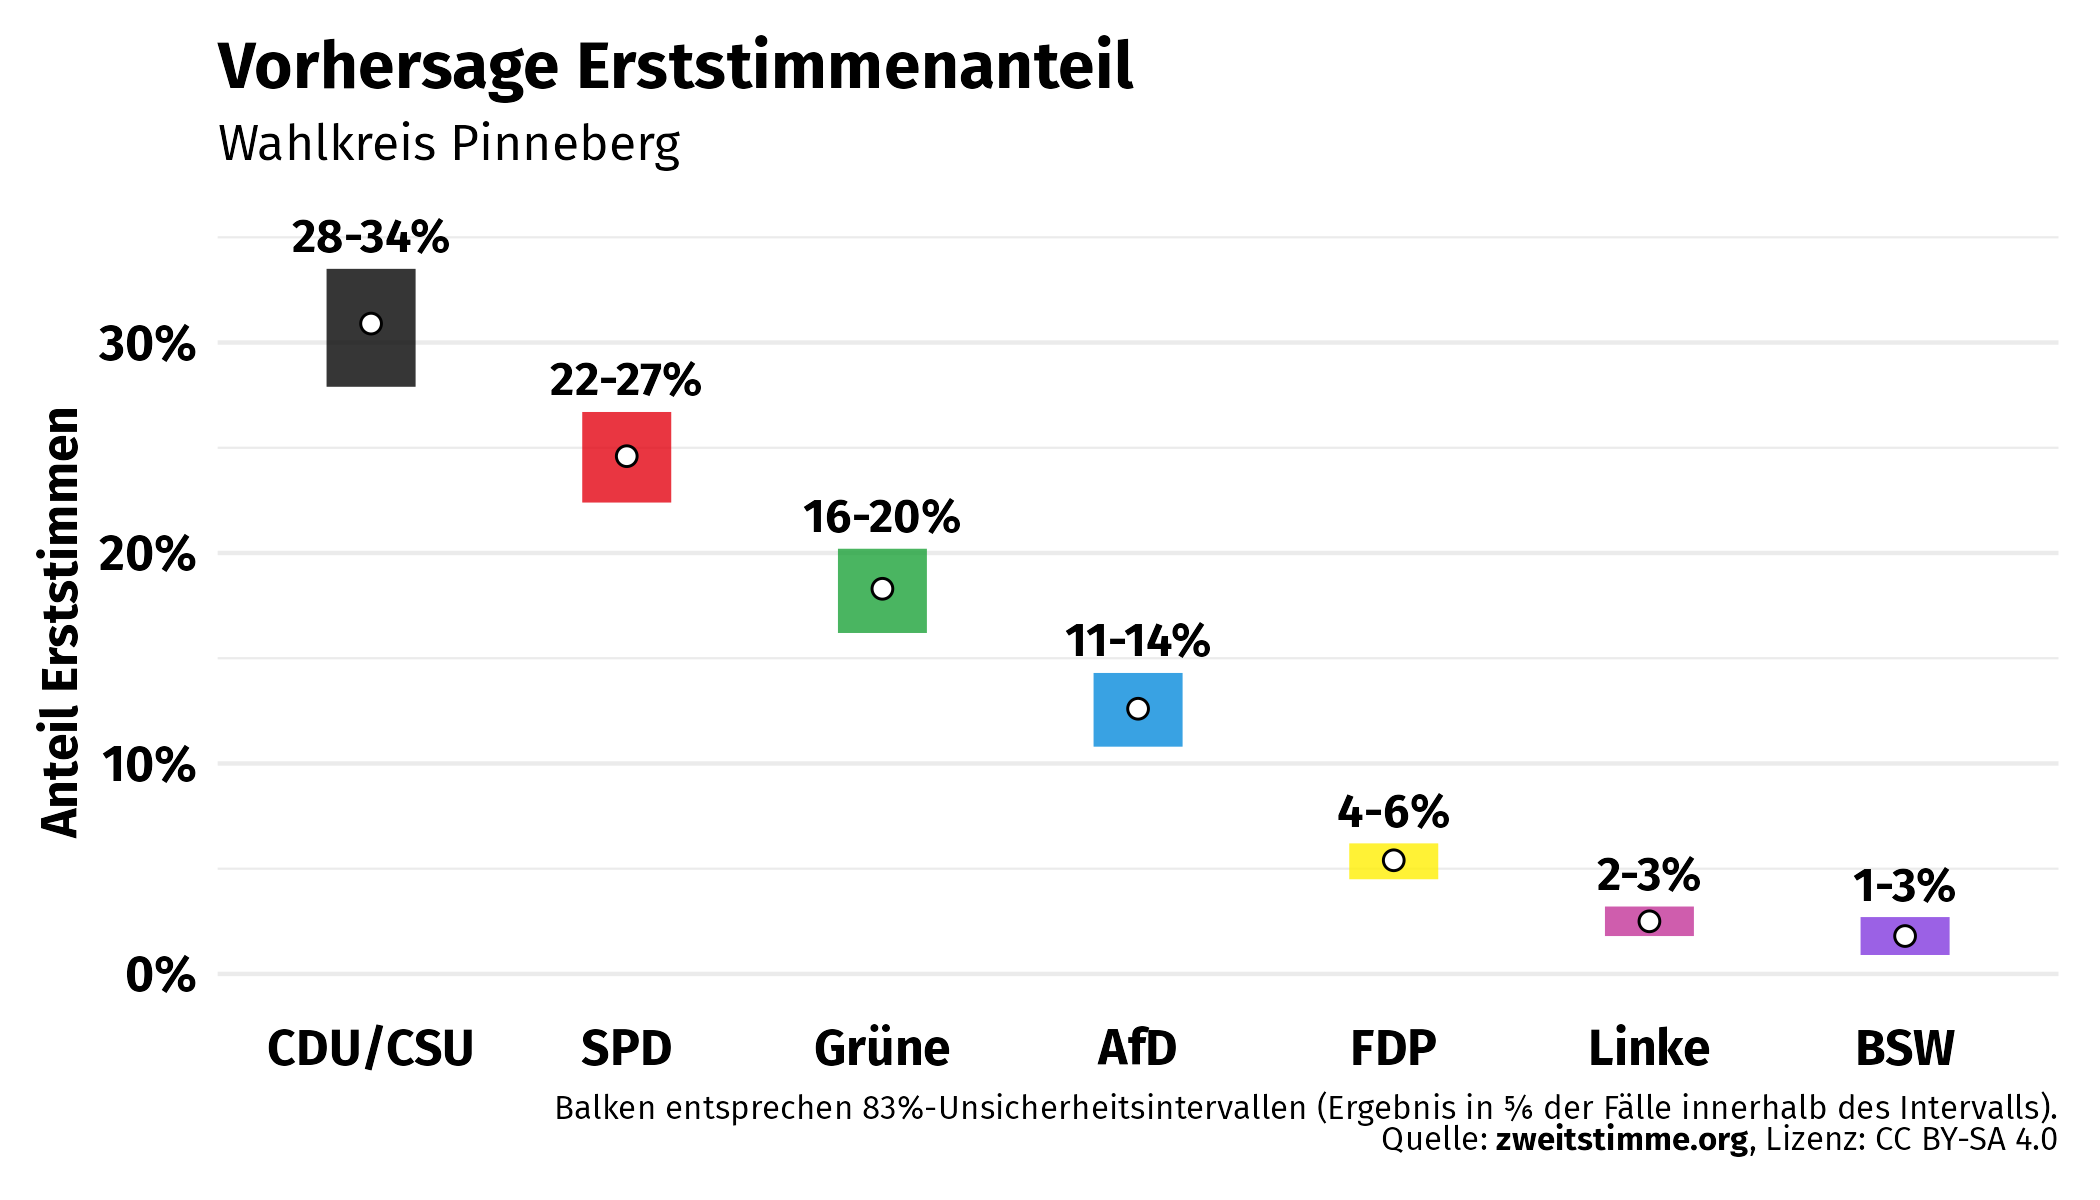 Vorhersage Erststimmenanteil
Wahlkreis Pinneberg
Anteil Erststimmen
30%
20%
10%
0%
28-34%
22-27%
16-20%
11-14%
4-6%
2-3%
1-3%
CDU/CSU SPD Grüne AfD FDP Linke BSW
Balken entsprechen 83%-Unsicherheitsintervallen (Ergebnis in ⅚ der Fälle innerhalb des Intervalls).
Quelle: zweitstimme.org, Lizenz: CC BY-SA 4.0